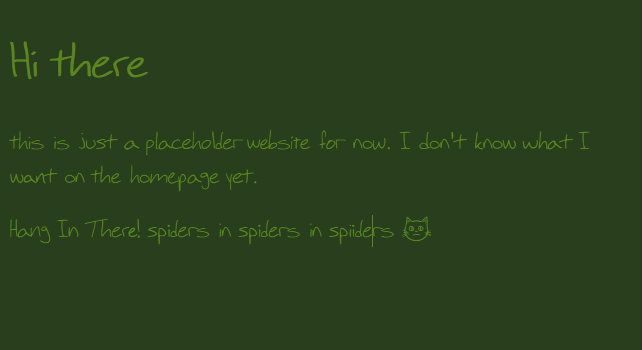 Hi there
this is just a placeholder website for now. I don't know what I
want on the homepage yet.
Hang In There! spiders in spiders in spiiders 🐱